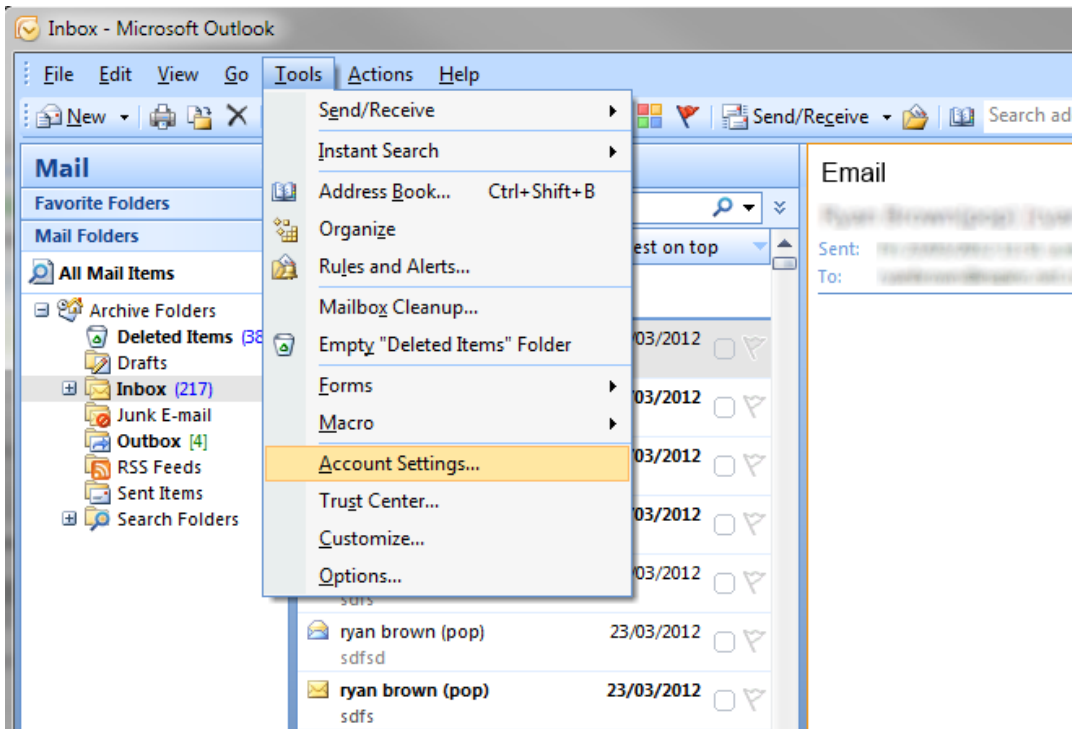 Inbox - Microsoft Outlook
File Edit View Go Tools Actions Help
New Send/Receive Search ad
Mail
Favorite Folders
Mail Folders
All Mail Items
Archive Folders
Deleted Items (38
Drafts
Inbox (217)
Junk E-mail
Outbox [4]
RSS Feeds
Sent Items
Search Folders
Send/Receive
Instant Search
Address Book... Ctrl+Shift+B
Organize
Rules and Alerts...
Mailbox Cleanup...
Empty "Deleted Items" Folder
Forms
Macro
Account Settings...
Trust Center...
Customize...
Options...
est on top
03/2012
03/2012
03/2012
03/2012
03/2012
sdfs
ryan brown (pop) 23/03/2012
sdfsd
ryan brown (pop) 23/03/2012
sdfs
Email
Sent:
To: